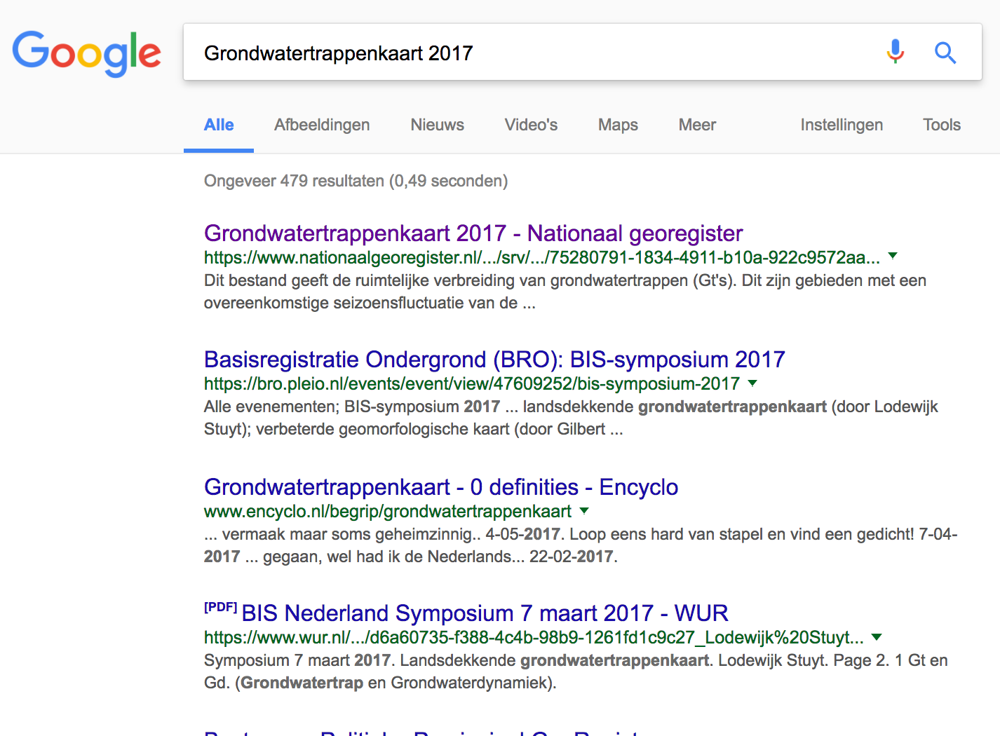 Google
Grondwatertrappenkaart 2017
Alle Afbeeldingen Nieuws Video's Maps Meer Instellingen Tools
Ongeveer 479 resultaten (0,49 seconden)
Grondwatertrappenkaart 2017 - Nationaal georegister
https://www.nationaalgeoregister.nl/.../srv/.../75280791-1834-4911-b10a-922c9572aa...
Dit bestand geeft de ruimtelijke verbreiding van grondwatertrappen (Gt's). Dit zijn gebieden met een
overeenkomstige seizoensfluctuatie van de ...
Basisregistratie Ondergrond (BRO): BIS-symposium 2017
https://bro.pleio.nl/events/event/view/47609252/bis-symposium-2017
Alle evenementen; BIS-symposium 2017 ... landsdekkende grondwatertrappenkaart (door Lodewijk
Stuyt); verbeterde geomorfologische kaart (door Gilbert ...
Grondwatertrappenkaart - 0 definities - Encyclo
www.encyclo.nl/begrip/grondwatertrappenkaart
... vermaak maar soms geheimzinnig.. 4-05-2017. Loop eens hard van stapel en vind een gedicht! 7-04-
2017 ... gegaan, wel had ik de Nederlands... 22-02-2017.
[PDF] BIS Nederland Symposium 7 maart 2017 - WUR
https://www.wur.nl/.../d6a60735-f388-4c4b-98b9-1261fd1c9c27_Lodewijk%20Stuyt...
Symposium 7 maart 2017. Landsdekkende grondwatertrappenkaart. Lodewijk Stuyt. Page 2. 1 Gt en
Gd. (Grondwatertrap en Grondwaterdynamiek).